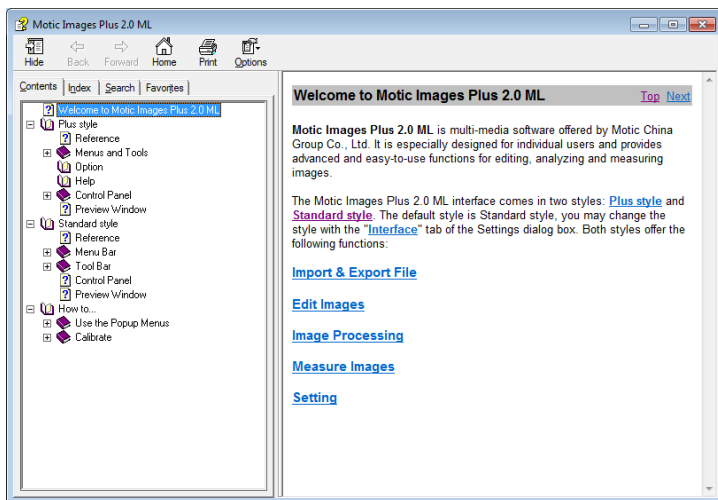 Motic Images Plus 2.0 ML
Hide Back Forward Home Print Options
Contents Index Search Favorites
Welcome to Motic Images Plus 2.0 ML
Plus style
Reference
Menus and Tools
Option
Help
Control Panel
Preview Window
Standard style
Reference
Menu Bar
Tool Bar
Control Panel
Preview Window
How to...
Use the Popup Menus
Calibrate
Welcome to Motic Images Plus 2.0 ML Top Next
Motic Images Plus 2.0 ML is multi-media software offered by Motic China
Group Co., Ltd. It is especially designed for individual users and provides
advanced and easy-to-use functions for editing, analyzing and measuring
images.
The Motic Images Plus 2.0 ML interface comes in two styles: Plus style and
Standard style. The default style is Standard style, you may change the
style with the "Interface" tab of the Settings dialog box. Both styles offer the
following functions:
Import & Export File
Edit Images
Image Processing
Measure Images
Setting